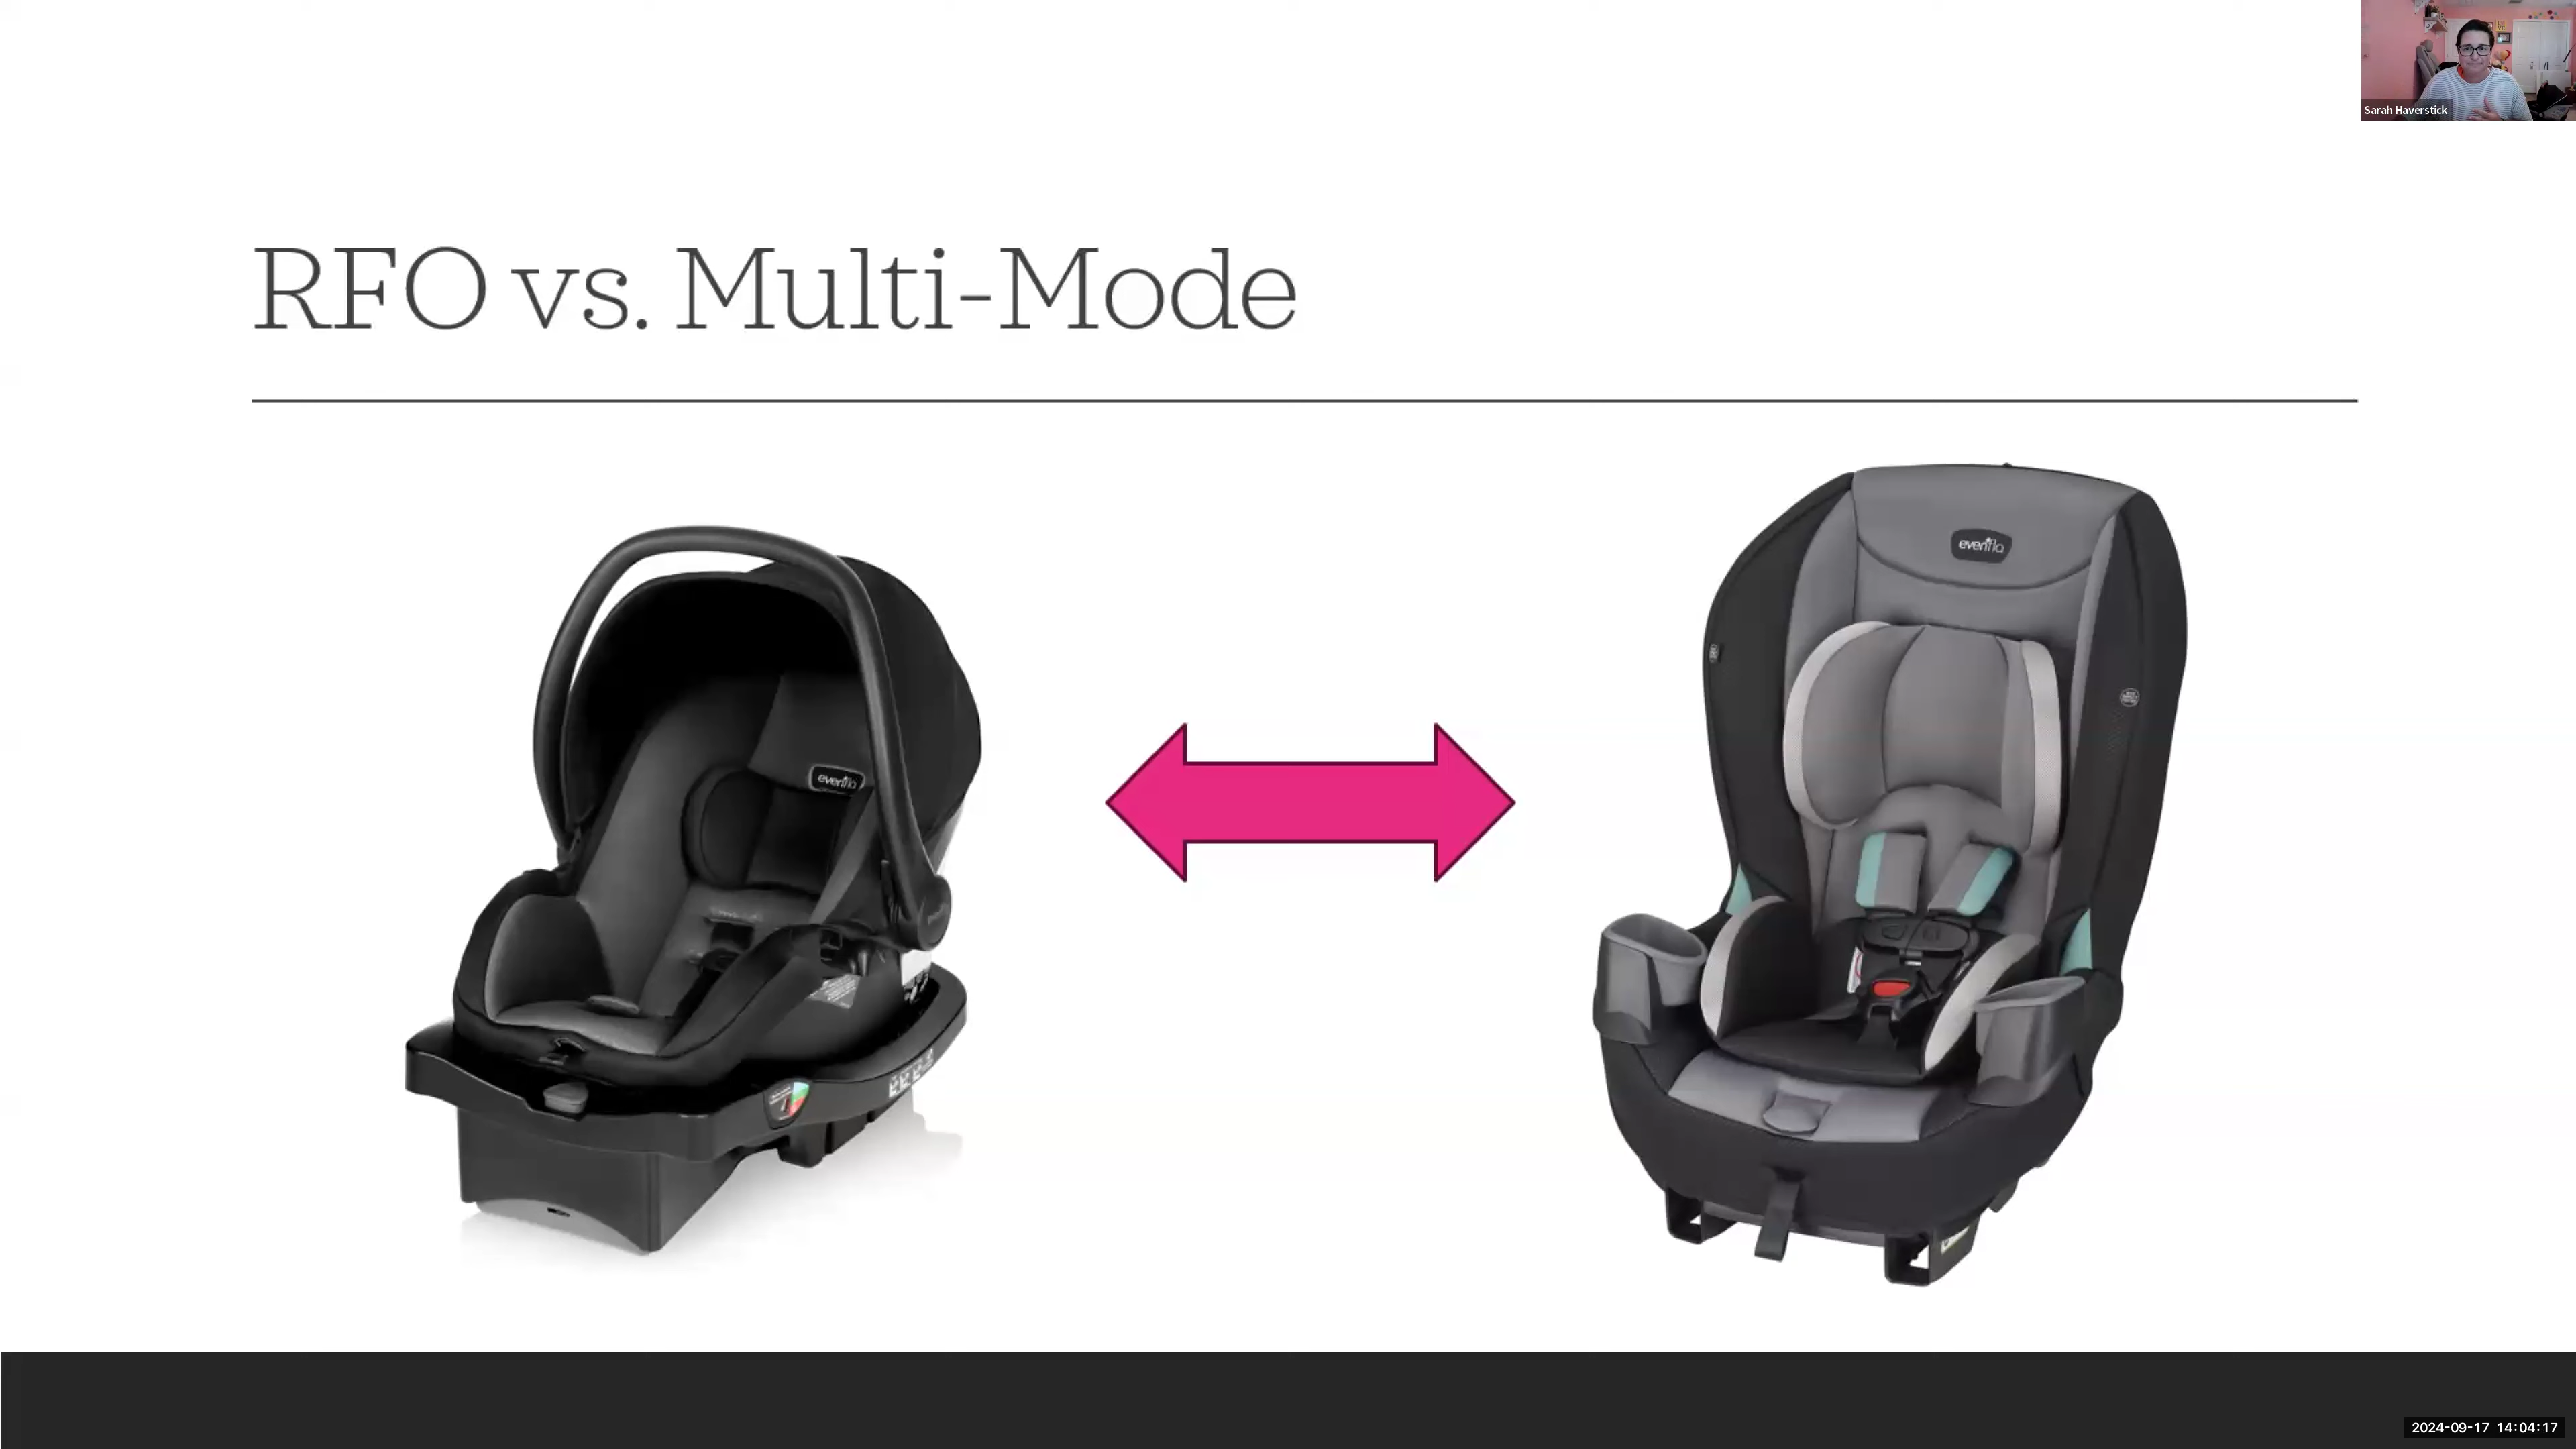 Sarah Haverstick
RFO vs. Multi-Mode
evenflo
evenflo
2024-09-17 14:04:17